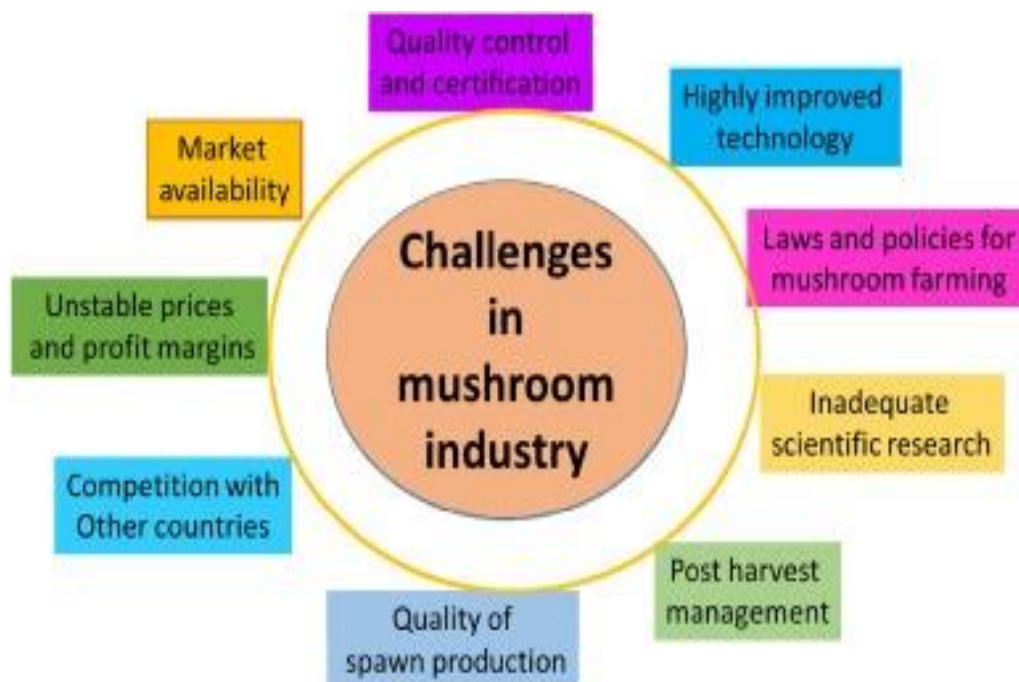 Quality control
and certification
Highly improved
technology
Market
availability
Laws and policies for
mushroom farming
Challenges
in
mushroom
industry
Unstable prices
and profit margins
Inadequate
scientific research
Competition with
Other countries
Post harvest
management
Quality of
spawn production